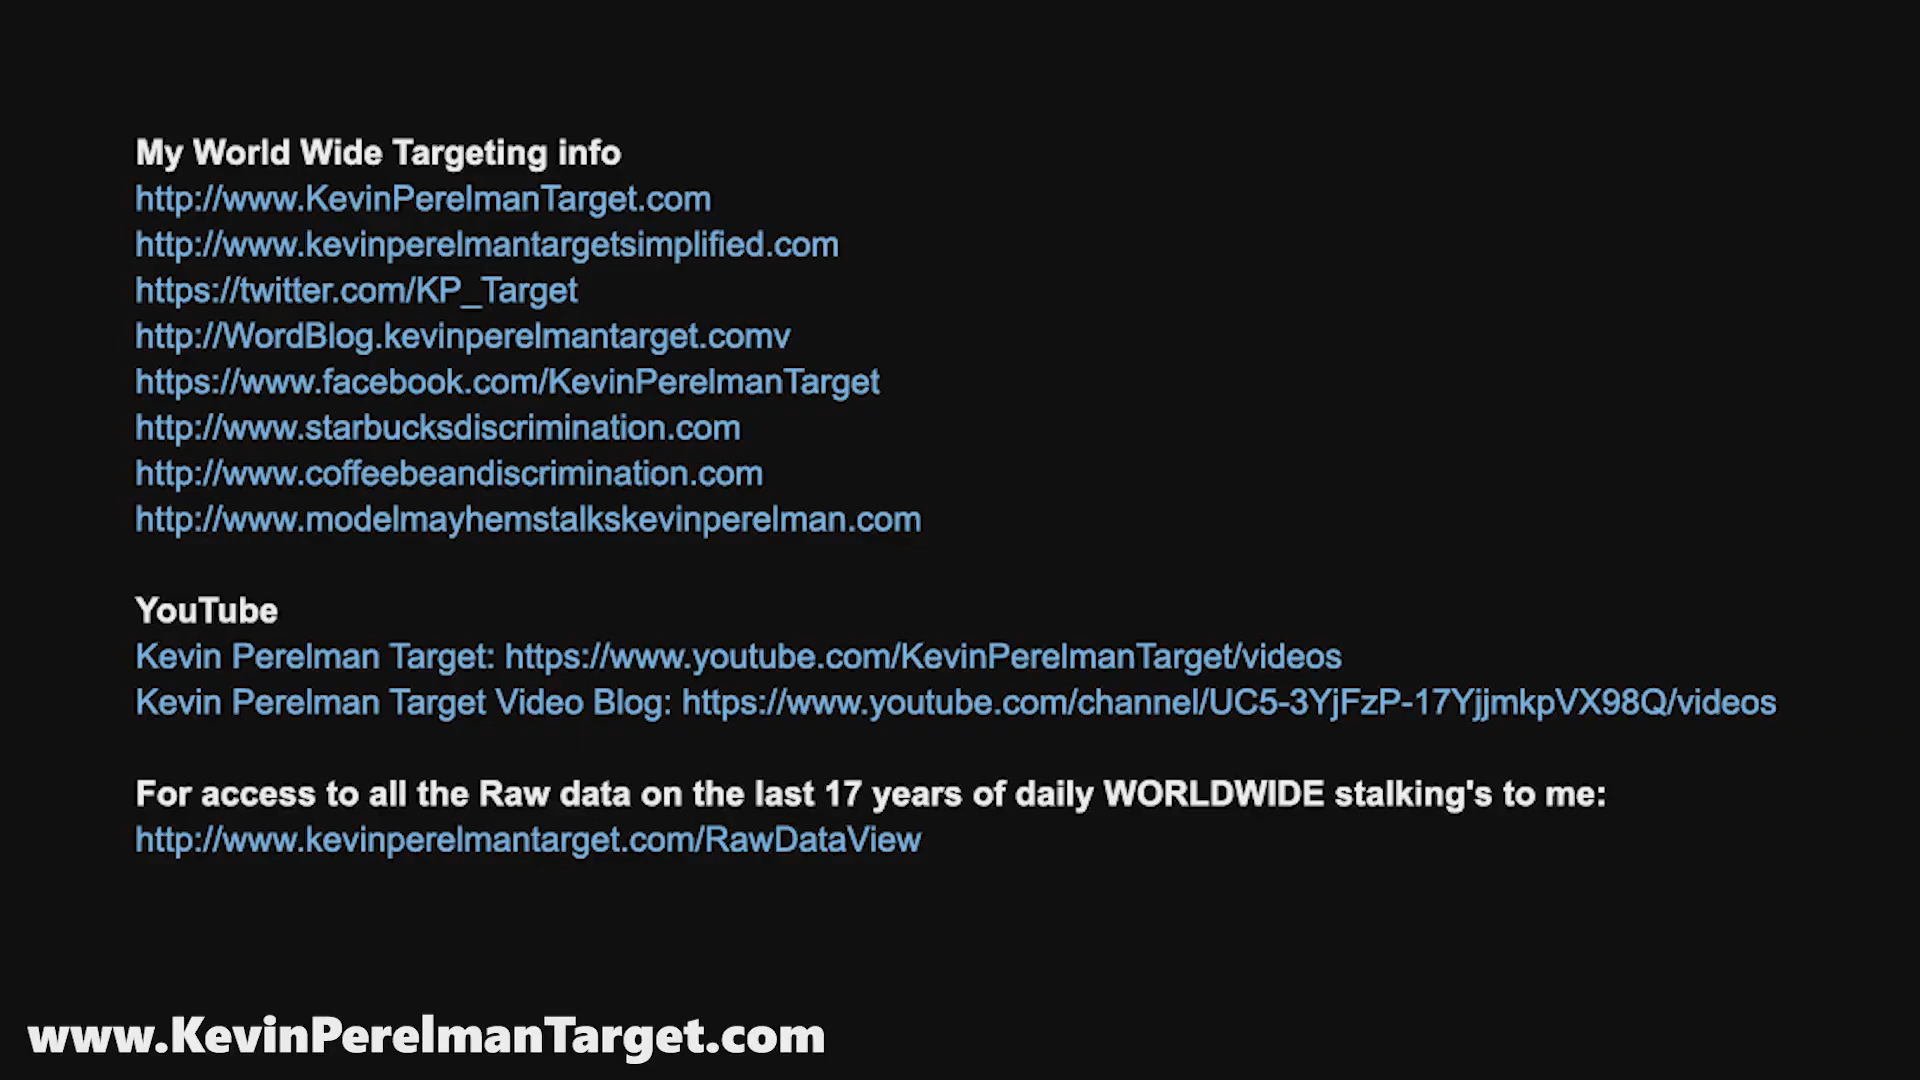 My World Wide Targeting info
http://www.KevinPerelmanTarget.com
http://www.kevinperelmantargetsimplified.com
https://twitter.com/KP_Target
http://WordBlog.kevinperelmantarget.comv
https://www.facebook.com/KevinPerelmanTarget
http://www.starbucksdiscrimination.com
http://www.coffeebeandiscrimination.com
http://www.modelmayhemstalkskevinperelman.com
YouTube
Kevin Perelman Target: https://www.youtube.com/KevinPerelmanTarget/videos
Kevin Perelman Target Video Blog: https://www.youtube.com/channel/UC5-3YjFzP-17YjjmkpVX98Q/videos
For access to all the Raw data on the last 17 years of daily WORLDWIDE stalking's to me:
http://www.kevinperelmantarget.com/RawDataView
www.KevinPerelmanTarget.com